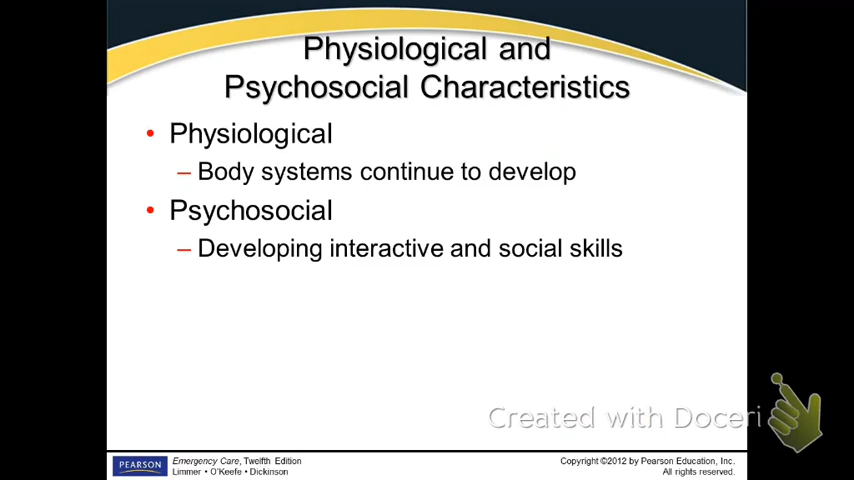 Physiological and
Psychosocial Characteristics
• Physiological
– Body systems continue to develop
• Psychosocial
– Developing interactive and social skills
Created with Doceri
PEARSON
Emergency Care, Twelfth Edition
Limmer • O'Keefe • Dickinson
Copyright ©2012 by Pearson Education, Inc.
All rights reserved.